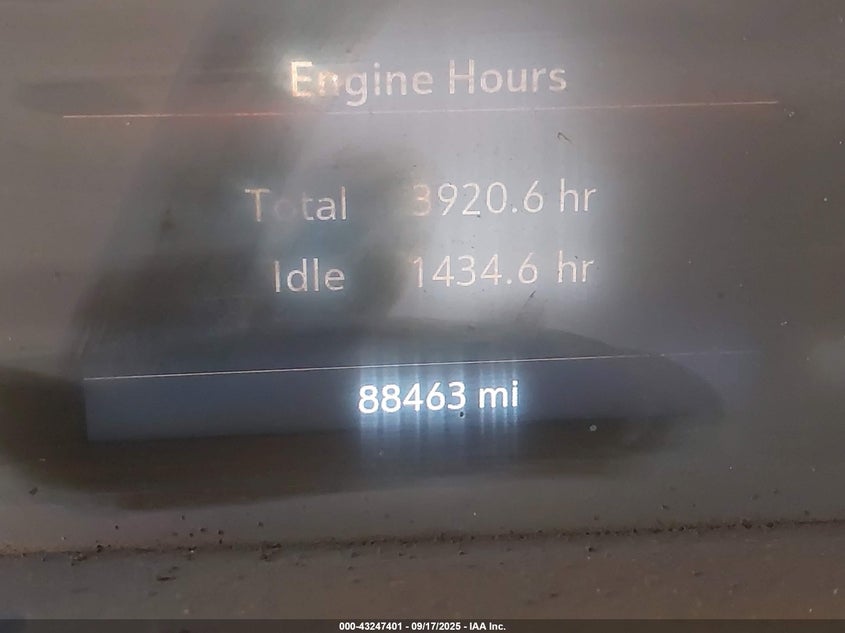 Engine Hours
Total 3920.6 hr
Idle 1434.6 hr
88463 mi
000-43247401 - 09/17/2025 - IAA Inc.